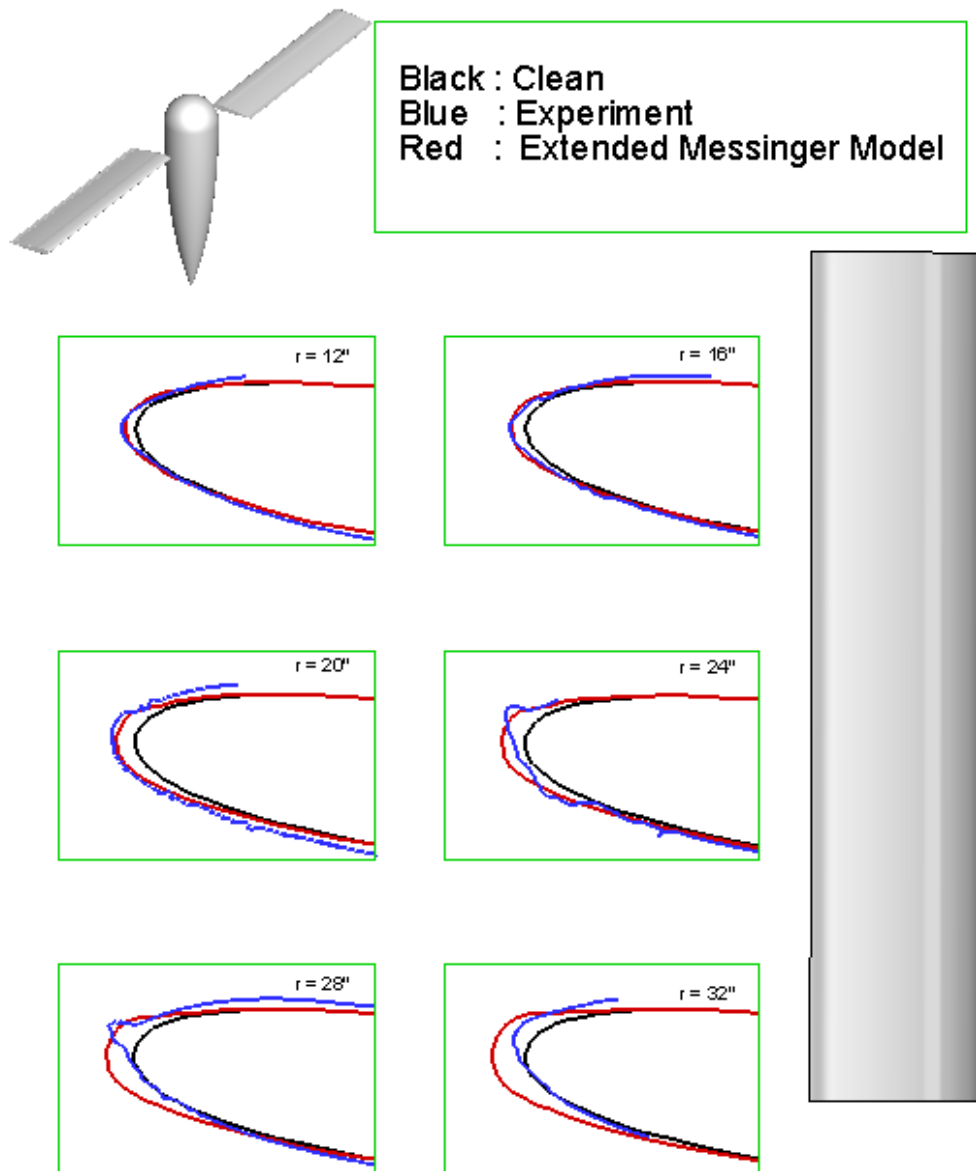 Black : Clean
Blue : Experiment
Red : Extended Messinger Model
r = 12"
r = 16"
r = 20"
r = 24"
r = 28"
r = 32"